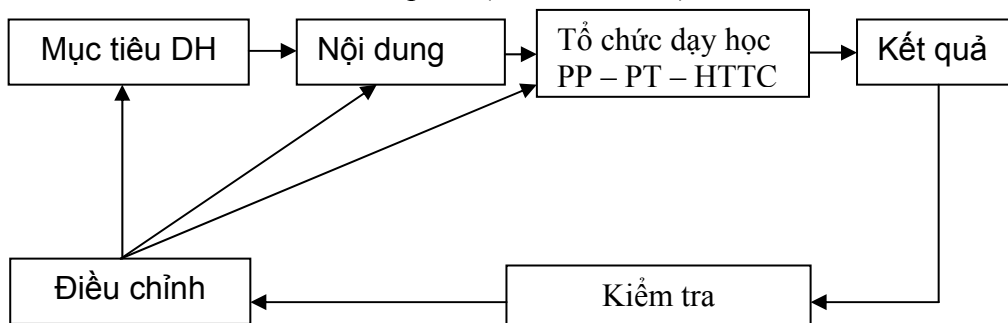 Mục tiêu DH
Nội dung
Tổ chức dạy học
PP – PT – HTTC
Kết quả
Điều chỉnh
Kiểm tra